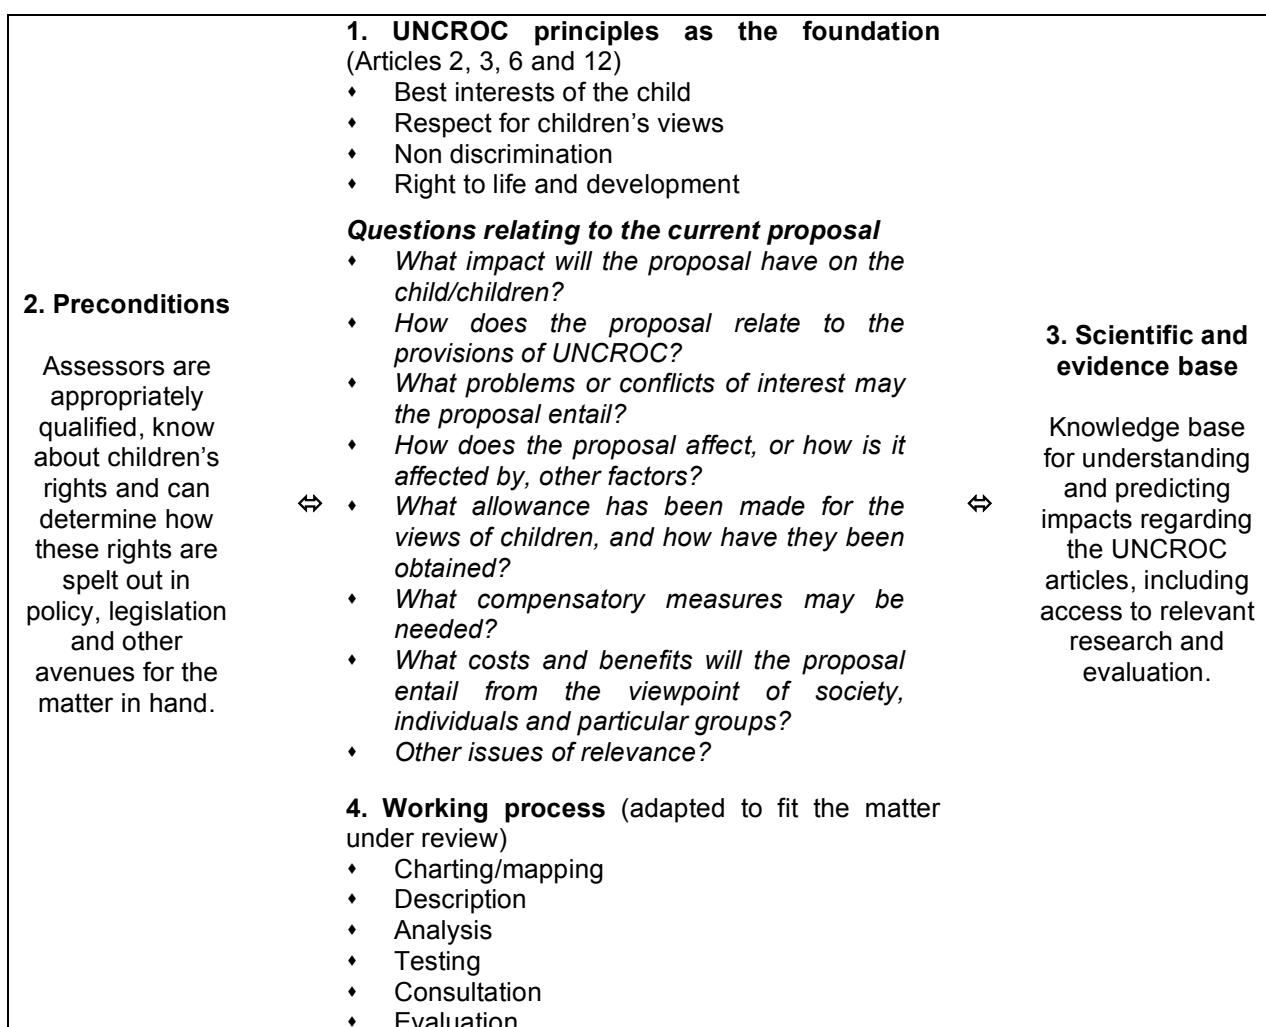 1. UNCROC principles as the foundation
(Articles 2, 3, 6 and 12)
⬧ Best interests of the child
⬧ Respect for children's views
⬧ Non discrimination
⬧ Right to life and development
Questions relating to the current proposal
⬧ What impact will the proposal have on the
child/children?
⬧ How does the proposal relate to the
provisions of UNCROC?
⬧ What problems or conflicts of interest may
the proposal entail?
⬧ How does the proposal affect, or how is it
affected by, other factors?
⬧ What allowance has been made for the
views of children, and how have they been
obtained?
⬧ What compensatory measures may be
needed?
⬧ What costs and benefits will the proposal
entail from the viewpoint of society,
individuals and particular groups?
⬧ Other issues of relevance?
2. Preconditions
Assessors are
appropriately
qualified, know
about children's
rights and can
determine how
these rights are
spelt out in
policy, legislation
and other
avenues for the
matter in hand.
⬄
⬄
3. Scientific and
evidence base
Knowledge base
for understanding
and predicting
impacts regarding
the UNCROC
articles, including
access to relevant
research and
evaluation.
4. Working process (adapted to fit the matter
under review)
⬧ Charting/mapping
⬧ Description
⬧ Analysis
⬧ Testing
⬧ Consultation
⬧ Evaluation